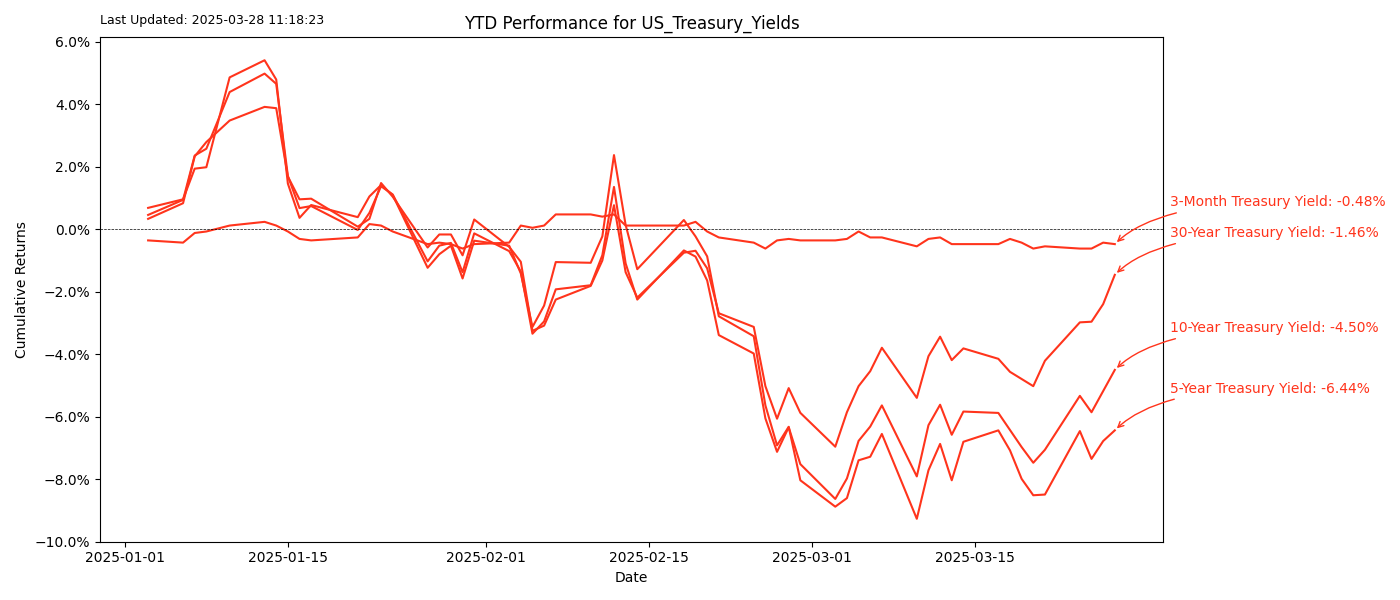 Last Updated: 2025-03-28 11:18:23
YTD Performance for US_Treasury_Yields
6.0%
4.0%
2.0%
0.0%
−2.0%
−4.0%
−6.0%
−8.0%
−10.0%
Cumulative Returns
3-Month Treasury Yield: -0.48%
30-Year Treasury Yield: -1.46%
10-Year Treasury Yield: -4.50%
5-Year Treasury Yield: -6.44%
2025-01-01
2025-01-15
2025-02-01
2025-02-15
2025-03-01
2025-03-15
Date